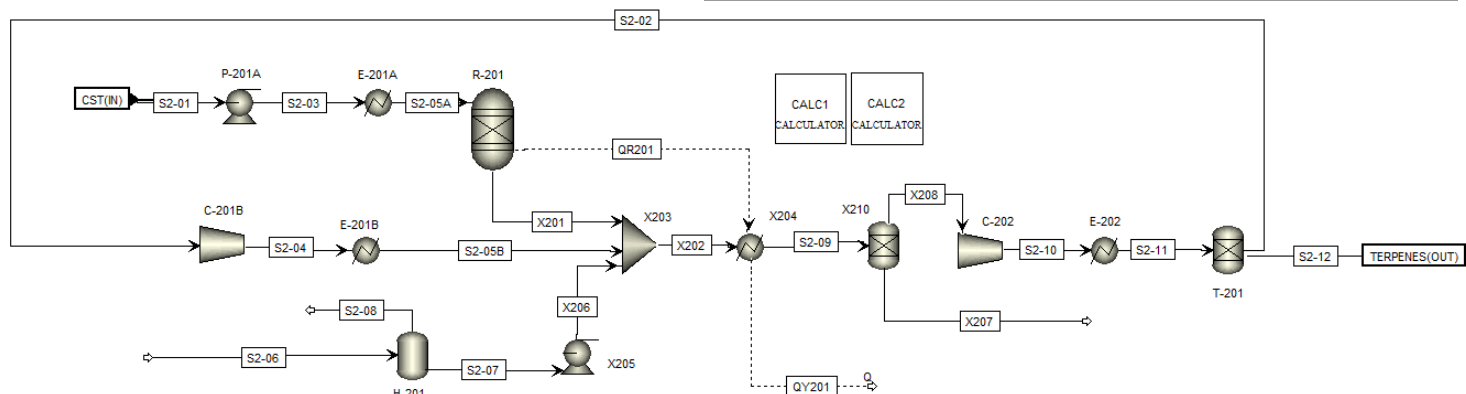 S2-02
P-201A
E-201A
R-201
CST(IN)
S2-01
S2-03
S2-05A
CALC1
CALCULATOR
CALC2
CALCULATOR
QR201
X208
C-201B
E-201B
X201
X203
X204
X210
C-202
E-202
S2-04
S2-05B
X202
S2-09
S2-10
S2-11
S2-12
TERPENES(OUT)
T-201
X206
S2-08
X207
S2-06
S2-07
X205
Q
QY201
H-201